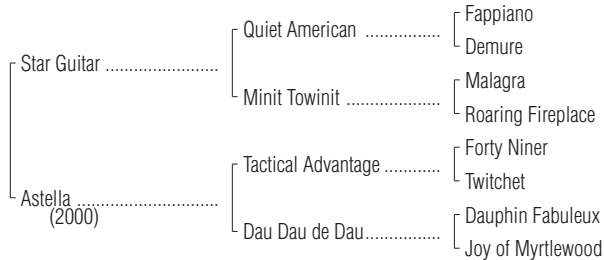 Fappiano
Quiet American ..................
Demure
Star Guitar .......................
Malagra
Minit Towinit ....................
Roaring Fireplace
Forty Niner
Tactical Advantage ............
Twitchet
Astella .............................
(2000)
Dauphin Fabuleux
Dau Dau de Dau................
Joy of Myrtlewood